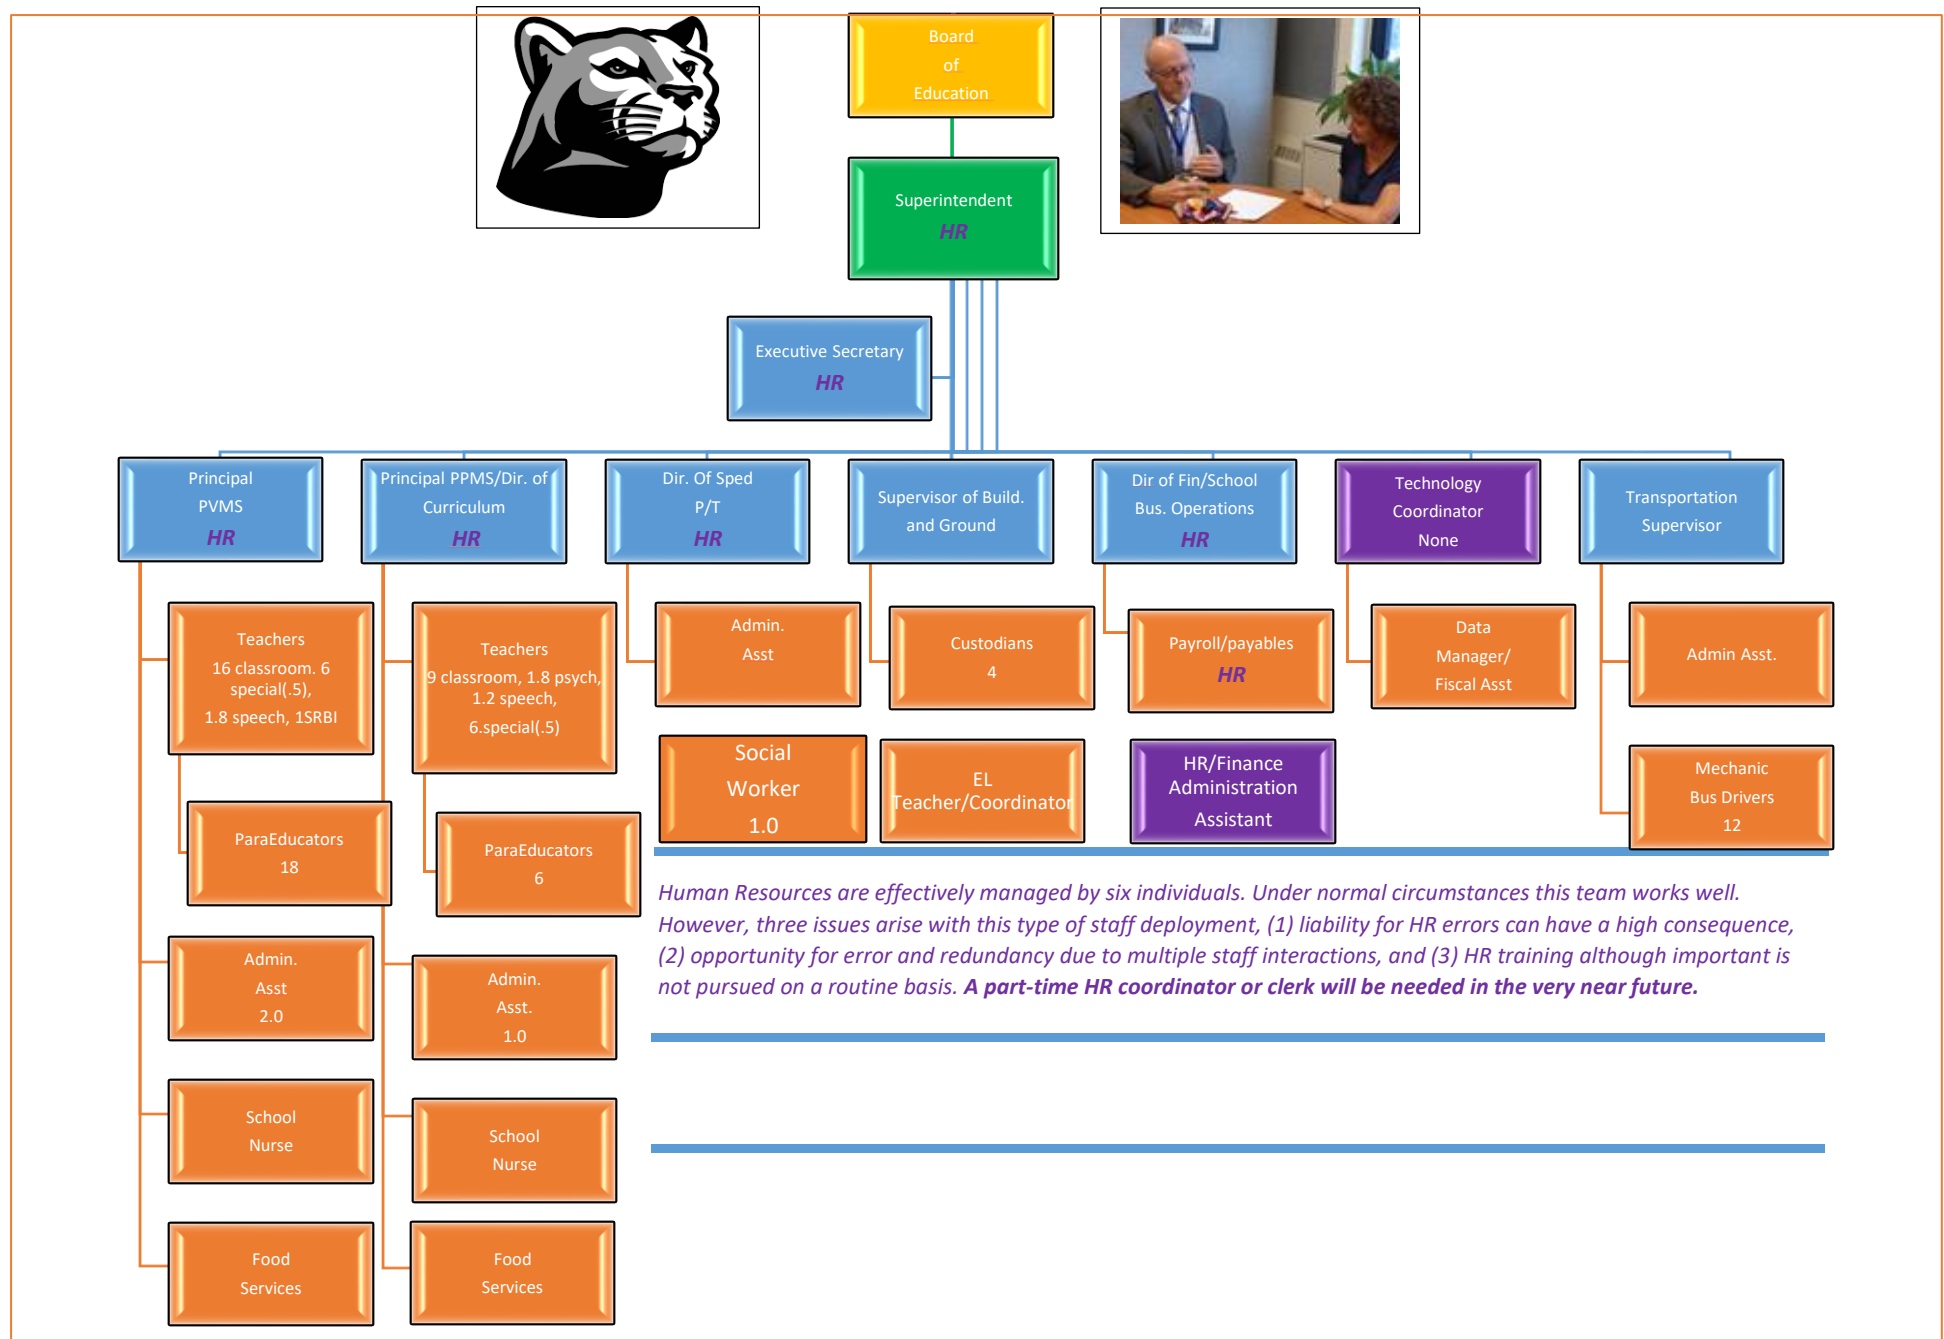 Board
of
Education
Superintendent
HR
Executive Secretary
HR
Principal
PVMS
HR
Principal PPMS/Dir. of
Curriculum
HR
Dir. Of Sped
P/T
HR
Supervisor of Build.
and Ground
Dir of Fin/School
Bus. Operations
HR
Technology
Coordinator
None
Transportation
Supervisor
Teachers
16 classroom. 6
special(.5),
1.8 speech, 1SRBI
Teachers
9 classroom, 1.8 psych,
1.2 speech,
6.special(.5)
Admin.
Asst
Custodians
4
Payroll/payables
HR
Data
Manager/
Fiscal Asst
Admin Asst.
Social
Worker
1.0
EL
Teacher/Coordinator
HR/Finance
Administration
Assistant
Mechanic
Bus Drivers
12
ParaEducators
18
ParaEducators
6
Human Resources are effectively managed by six individuals. Under normal circumstances this team works well.
However, three issues arise with this type of staff deployment, (1) liability for HR errors can have a high consequence,
(2) opportunity for error and redundancy due to multiple staff interactions, and (3) HR training although important is
not pursued on a routine basis. A part-time HR coordinator or clerk will be needed in the very near future.
Admin.
Asst
2.0
Admin.
Asst.
1.0
School
Nurse
School
Nurse
Food
Services
Food
Services